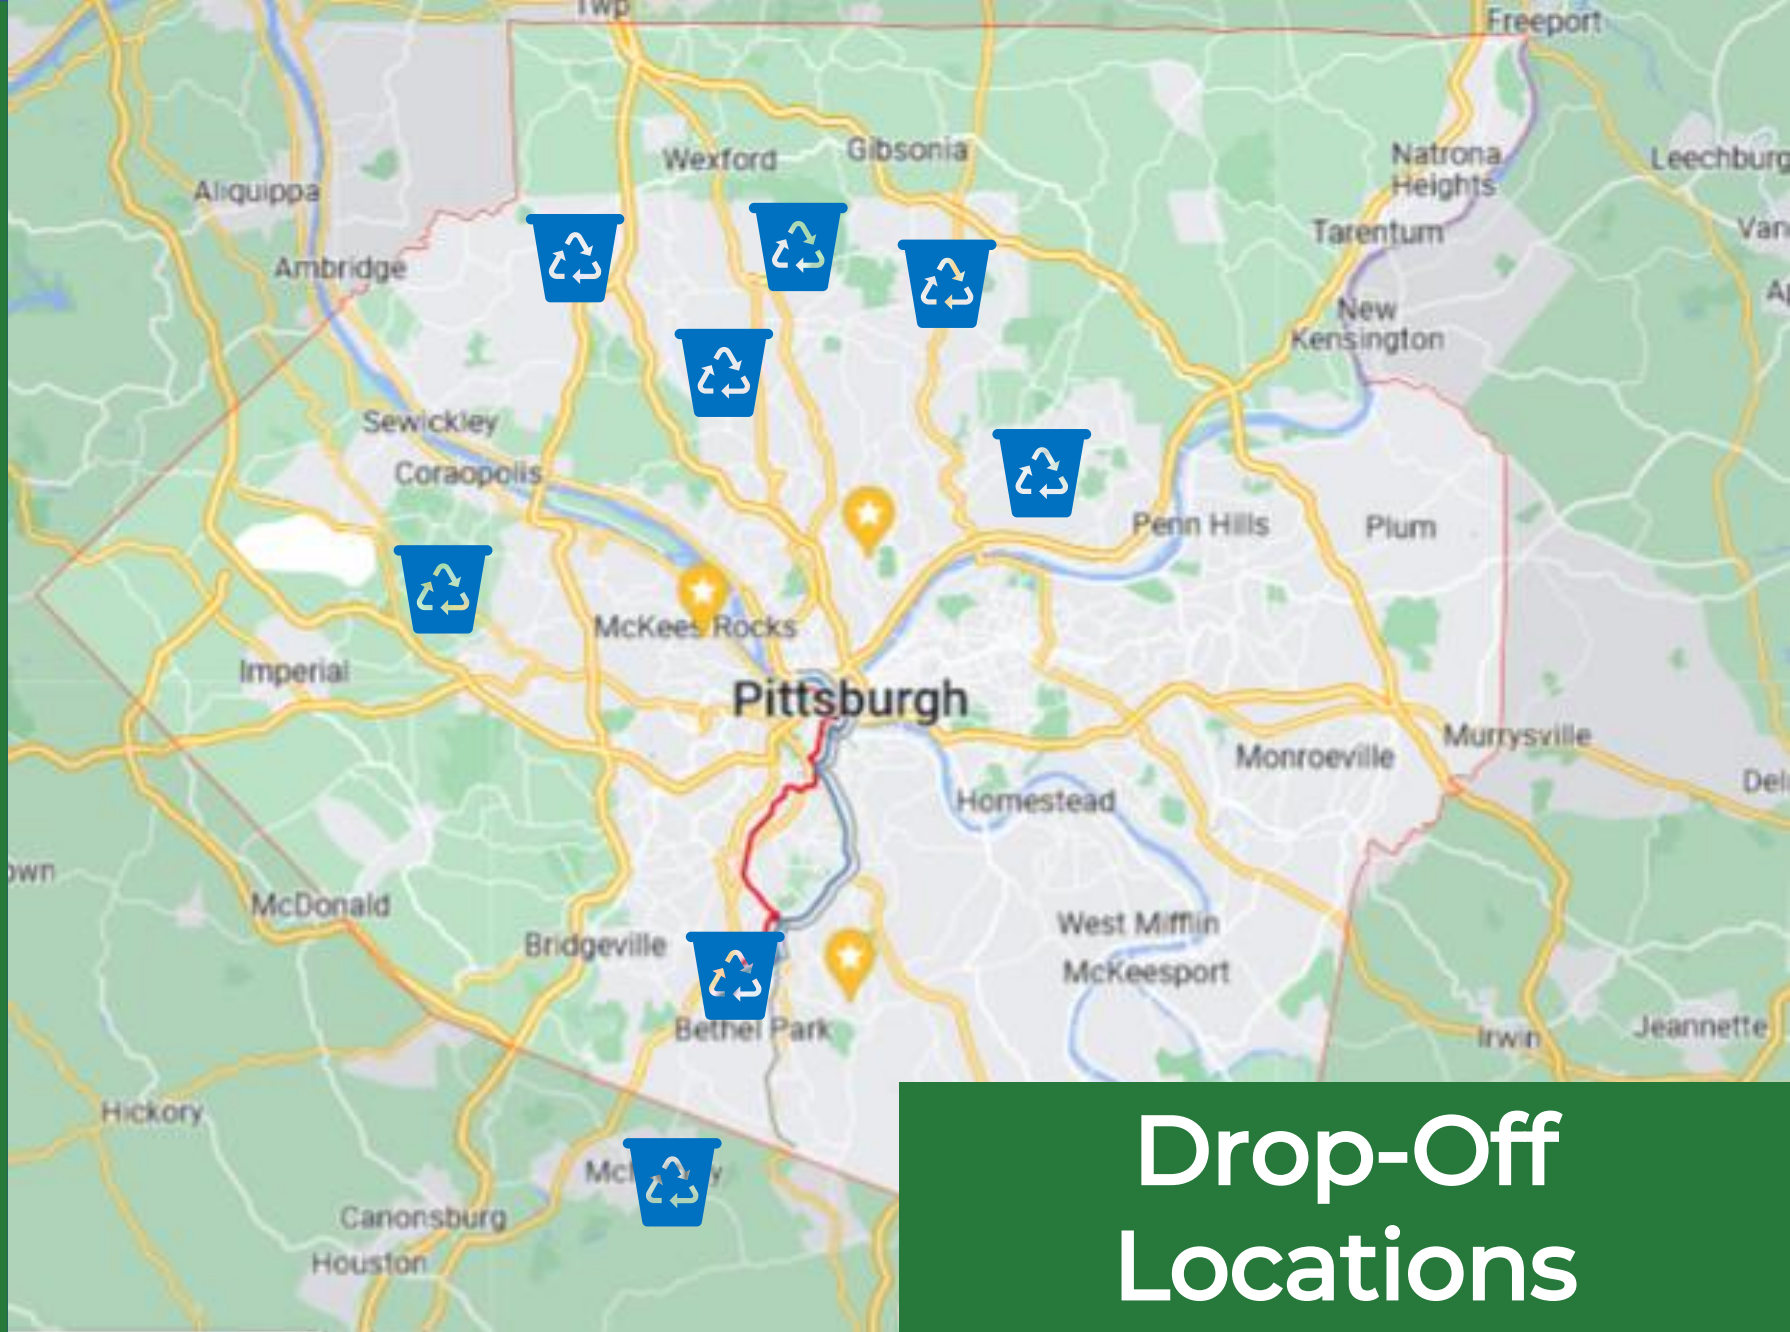 Twp
Freeport
Wexford
Gibsonia
Natrona
Heights
Leechburg
Aliquippa
Tarentum
Ambridge
New
Kensington
Sewickley
Coraopolis
Penn Hills
Plum
McKees Rocks
Imperial
Pittsburgh
Murrysville
Monroeville
Homestead
McDonald
West Mifflin
Bridgeville
McKeesport
Bethel Park
Irwin
Jeannette
Hickory
Canonsburg
Houston
Drop-Off
Locations